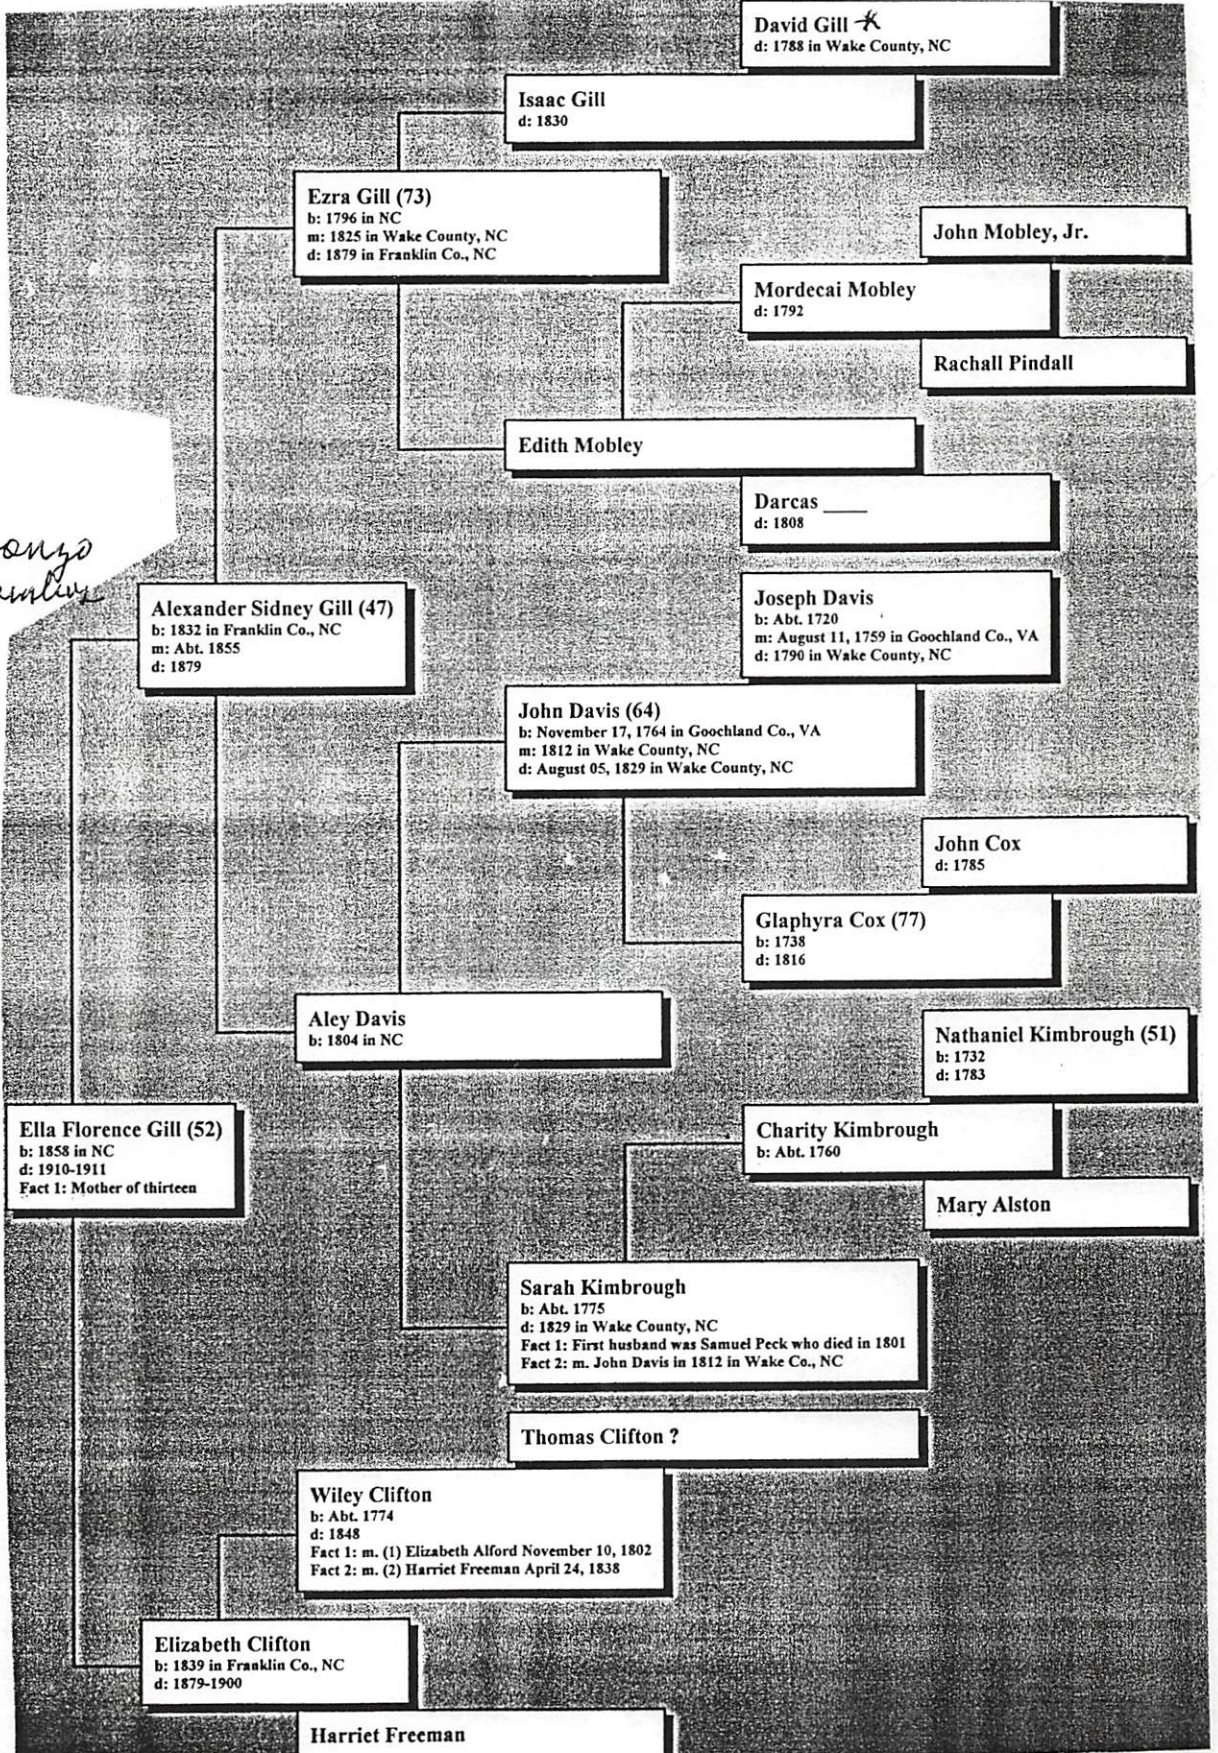 David Gill
d: 1788 in Wake County, NC
Isaac Gill
d: 1830
Ezra Gill (73)
b: 1796 in NC
m: 1825 in Wake County, NC
d: 1879 in Franklin Co., NC
John Mobley, Jr.
Mordecai Mobley
d: 1792
Rachall Pindall
Edith Mobley
Darcas ____
d: 1808
Alexander Sidney Gill (47)
b: 1832 in Franklin Co., NC
m: Abt. 1855
d: 1879
Joseph Davis
b: Abt. 1720
m: August 11, 1759 in Goochland Co., VA
d: 1790 in Wake County, NC
John Davis (64)
b: November 17, 1764 in Goochland Co., VA
m: 1812 in Wake County, NC
d: August 05, 1829 in Wake County, NC
John Cox
d: 1785
Glaphyra Cox (77)
b: 1738
d: 1816
Aley Davis
b: 1804 in NC
Nathaniel Kimbrough (51)
b: 1732
d: 1783
Charity Kimbrough
b: Abt. 1760
Mary Alston
Ella Florence Gill (52)
b: 1858 in NC
d: 1910-1911
Fact 1: Mother of thirteen
Sarah Kimbrough
b: Abt. 1775
d: 1829 in Wake County, NC
Fact 1: First husband was Samuel Peck who died in 1801
Fact 2: m. John Davis in 1812 in Wake Co., NC
Thomas Clifton ?
Wiley Clifton
b: Abt. 1774
d: 1848
Fact 1: m. (1) Elizabeth Alford November 10, 1802
Fact 2: m. (2) Harriet Freeman April 24, 1838
Elizabeth Clifton
b: 1839 in Franklin Co., NC
d: 1879-1900
Harriet Freeman